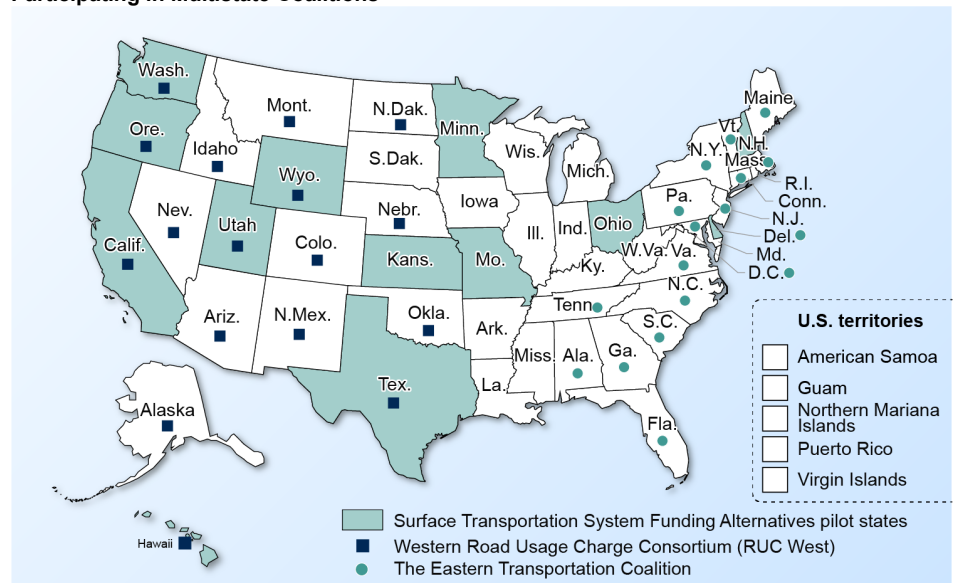 Participating in Multistate Coalitions
Wash.
Ore.
Calif.
Idaho
Nev.
Mont.
Wyo.
Utah
Ariz.
Colo.
N.Mex.
N.Dak.
S.Dak.
Nebr.
Kans.
Okla.
Tex.
Minn.
Iowa
Mo.
Ark.
La.
Wis.
Ill.
Mich.
Ind.
Ohio
Ky.
Tenn
Miss.
Ala.
Ga.
Fla.
S.C.
N.C.
W.Va.
Va.
Pa.
N.Y.
Vt.
N.H.
Maine
Mass
R.I.
Conn.
N.J.
Del.
Md.
D.C.
Alaska
Hawaii
U.S. territories
American Samoa
Guam
Northern Mariana
Islands
Puerto Rico
Virgin Islands
Surface Transportation System Funding Alternatives pilot states
Western Road Usage Charge Consortium (RUC West)
The Eastern Transportation Coalition